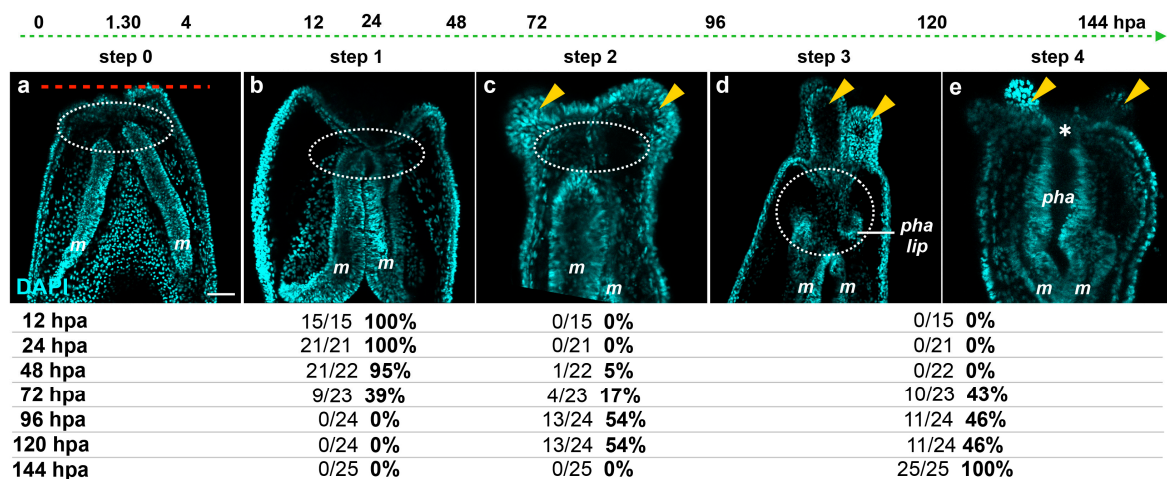 0 1.30 4 12 24 48 72 96 120 144 hpa
step 0 step 1 step 2 step 3 step 4
a b c d e
*
pha
pha
lip
m m m m m m m m m m
DAPI
12 hpa 15/15 100% 0/15 0% 0/15 0%
24 hpa 21/21 100% 0/21 0% 0/21 0%
48 hpa 21/22 95% 1/22 5% 0/22 0%
72 hpa 9/23 39% 4/23 17% 10/23 43%
96 hpa 0/24 0% 13/24 54% 11/24 46%
120 hpa 0/24 0% 13/24 54% 11/24 46%
144 hpa 0/25 0% 0/25 0% 25/25 100%